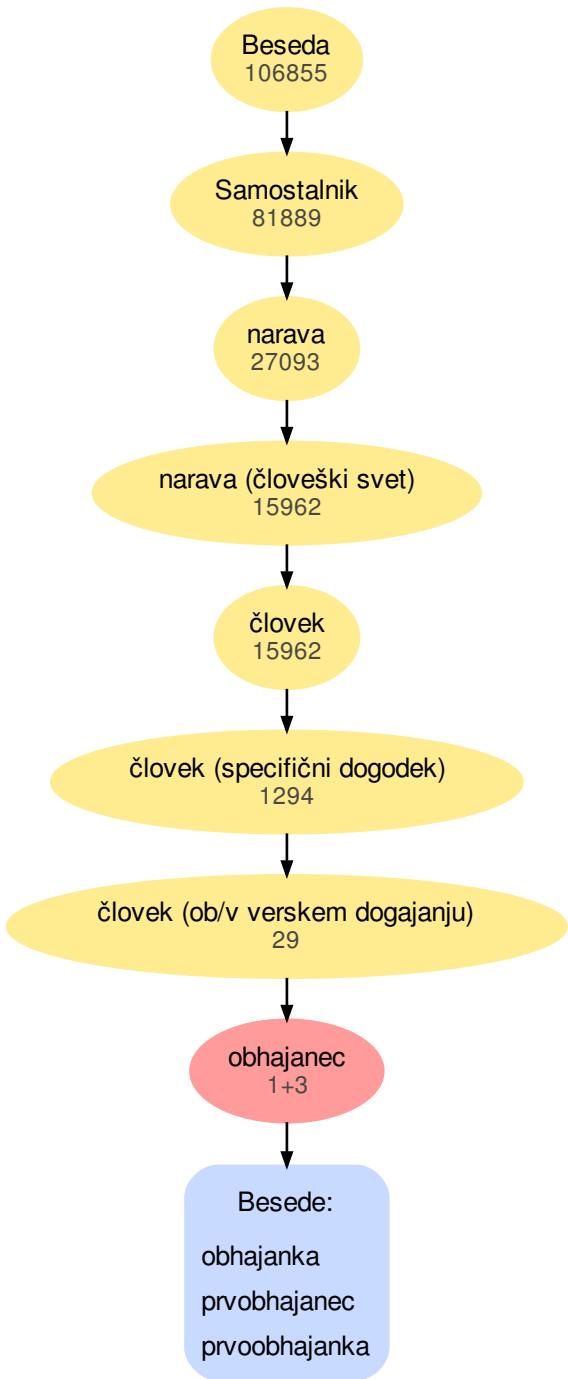 Beseda
106855
Samostalnik
81889
narava
27093
narava (človeški svet)
15962
človek
15962
človek (specifični dogodek)
1294
človek (ob/v verskem dogajanju)
29
obhajanec
1+3
Besede:
obhajanka
prvobhajanec
prvoobhajanka